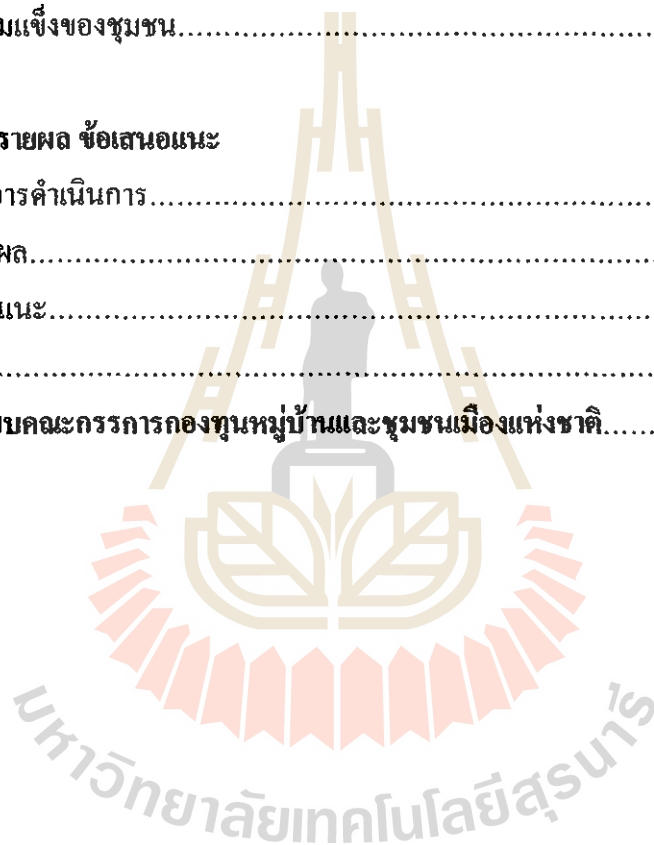 มแข็งของชุมชน
รายผล ข้อเสนอแนะ
ารดำเนินการ
ผล
แนะ
บคณะกรรการกองทุนหมู่บ้านและชุมชนเมืองแห่งชาติ
มหาวิทยาลัยเทคโนโลยีสุรนารี